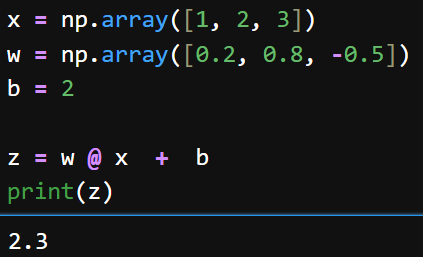 x = np.array([1, 2, 3])
w = np.array([0.2, 0.8, -0.5])
b = 2
z = w @ x  +  b
print(z)
2.3